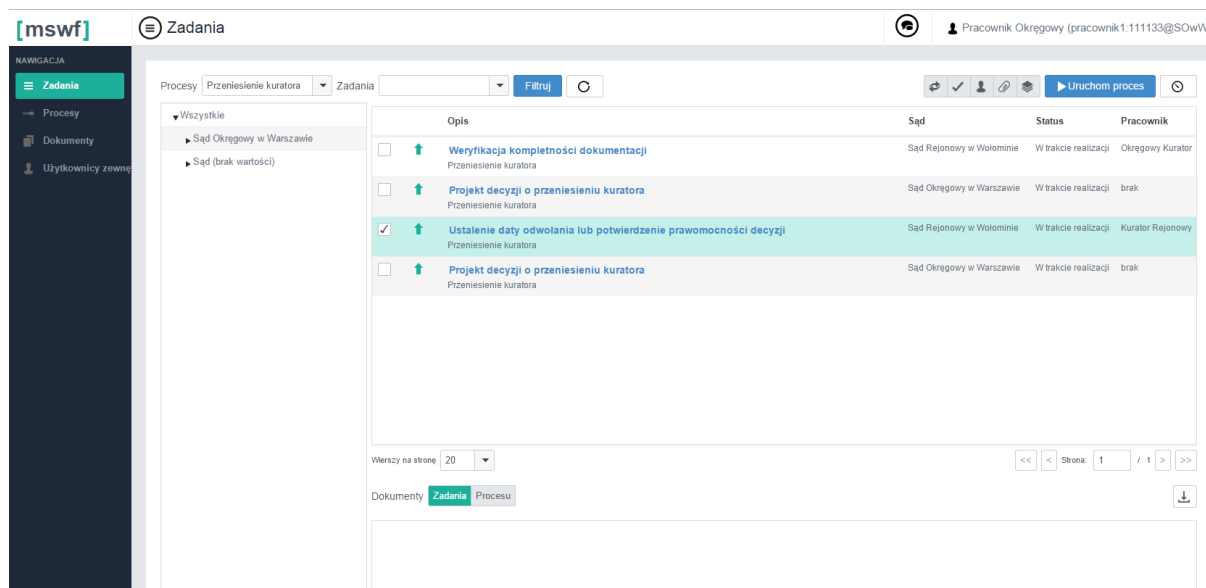 [mswf]
Zadania
Pracownik Okręgowy (pracownik1:111133@SOwW
NAWIGACJA
Zadania
Procesy
Dokumenty
Użytkownicy zewnę
Procesy Przeniesienie kuratora Zadania Filtruj Uruchom proces
Wszystkie
Sąd Okręgowy w Warszawie
Sąd (brak wartości)
Opis Sąd Status Pracownik
Weryfikacja kompletności dokumentacji Sąd Rejonowy w Wołominie W trakcie realizacji Okręgowy Kurator
Przeniesienie kuratora
Projekt decyzji o przeniesieniu kuratora Sąd Okręgowy w Warszawie W trakcie realizacji brak
Przeniesienie kuratora
Ustalenie daty odwołania lub potwierdzenie prawomocności decyzji Sąd Rejonowy w Wołominie W trakcie realizacji Kurator Rejonowy
Przeniesienie kuratora
Projekt decyzji o przeniesieniu kuratora Sąd Okręgowy w Warszawie W trakcie realizacji brak
Przeniesienie kuratora
Wierszy na stronę 20 << < Strona: 1 / 1 > >>
Dokumenty Zadania Procesu